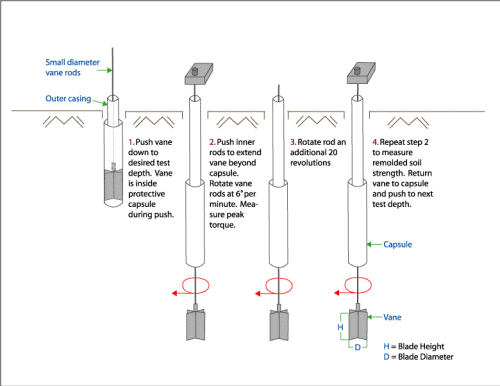 Small diameter
vane rods
Outer casing
1. Push vane
down to
desired test
depth. Vane
is inside
protective
capsule
during push.
2. Push inner
rods to extend
vane beyond
capsule.
Rotate vane
rods at 6" per
minute. Mea-
sure peak
torque.
3. Rotate rod an
additional 20
revolutions
4. Repeat step 2
to measure
remolded soil
strength. Return
vane to capsule
and push to next
test depth.
Capsule
Vane
H
D
H = Blade Height
D = Blade Diameter